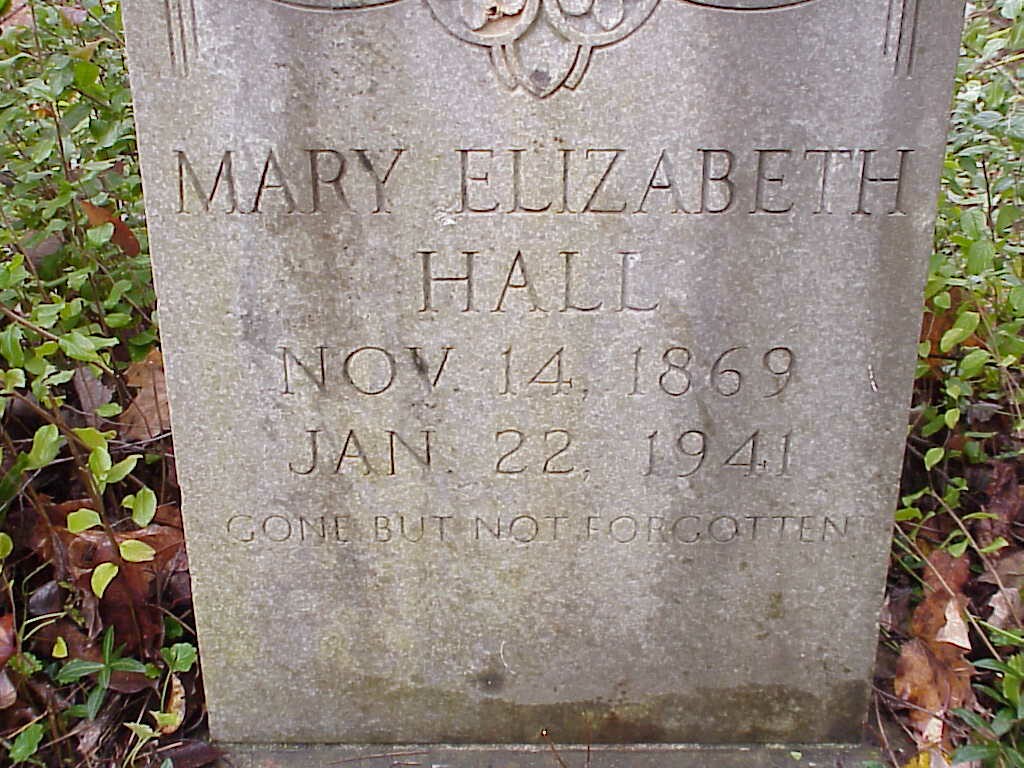 MARY ELIZABETH
HALL
NOV. 14, 1869
JAN. 22, 1941
GONE BUT NOT FORGOTTEN